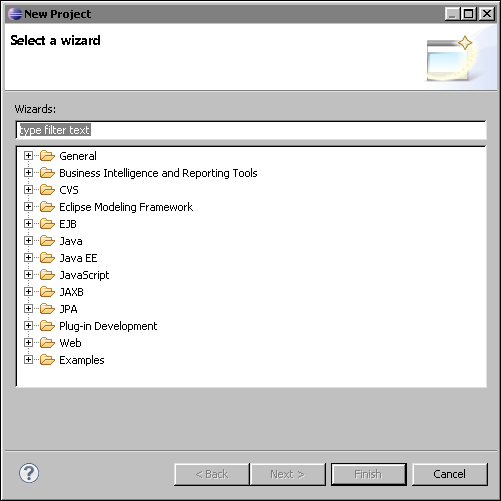 New Project
Select a wizard
Wizards:
type filter text
General
Business Intelligence and Reporting Tools
CVS
Eclipse Modeling Framework
EJB
Java
Java EE
JavaScript
JAXB
JPA
Plug-in Development
Web
Examples
? < Back Next > Finish Cancel